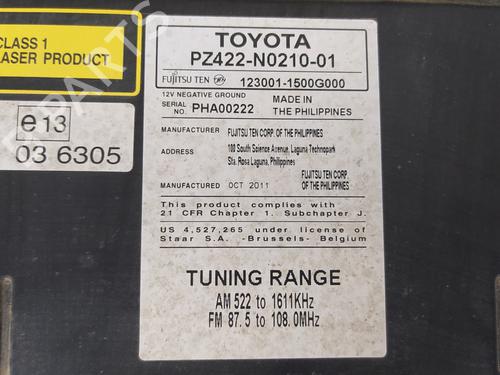 CLASS 1
LASER PRODUCT
e13
03 6305
TOYOTA
PZ422-N0210-01
FUJITSU TEN 123001-1500G000
12V NEGATIVE GROUND
SERIAL NO. PHA00222
MADE IN THE PHILIPPINES
MANUFACTURER FUJITSU TEN CORP. OF THE PHILIPPINES
ADDRESS 100 South Science Avenue, Laguna Technopark
Sta. Rosa Laguna, Philippines
MANUFACTURED OCT 2011 FUJITSU TEN CORP. OF THE PHILIPPINES
This product complies with
21 CFR Chapter 1. Subchapter J.
US 4,527,265 under license of
Staar S.A. -Brussels- Belgium
TUNING RANGE
AM 522 to 1611KHz
FM 87.5 to 108.0MHz